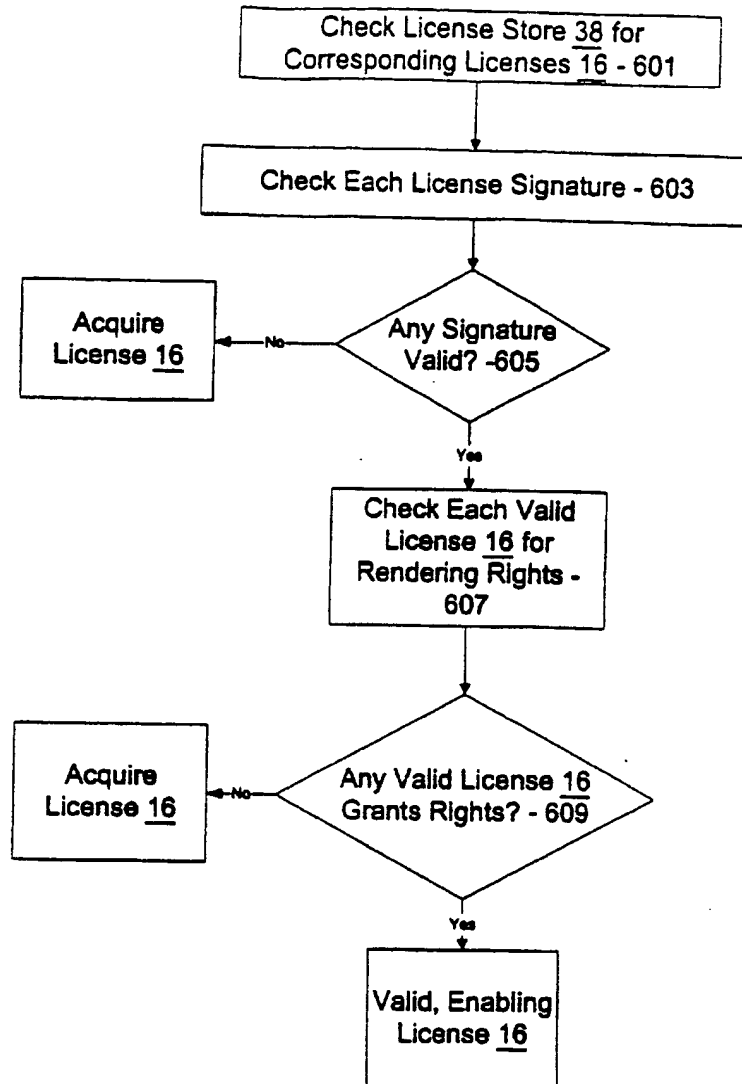 Check License Store 38 for
Corresponding Licenses 16 - 601
Check Each License Signature - 603
Any Signature
Valid? -605
Acquire
License 16
No
Yes
Check Each Valid
License 16 for
Rendering Rights -
607
Any Valid License 16
Grants Rights? - 609
Acquire
License 16
No
Yes
Valid, Enabling
License 16